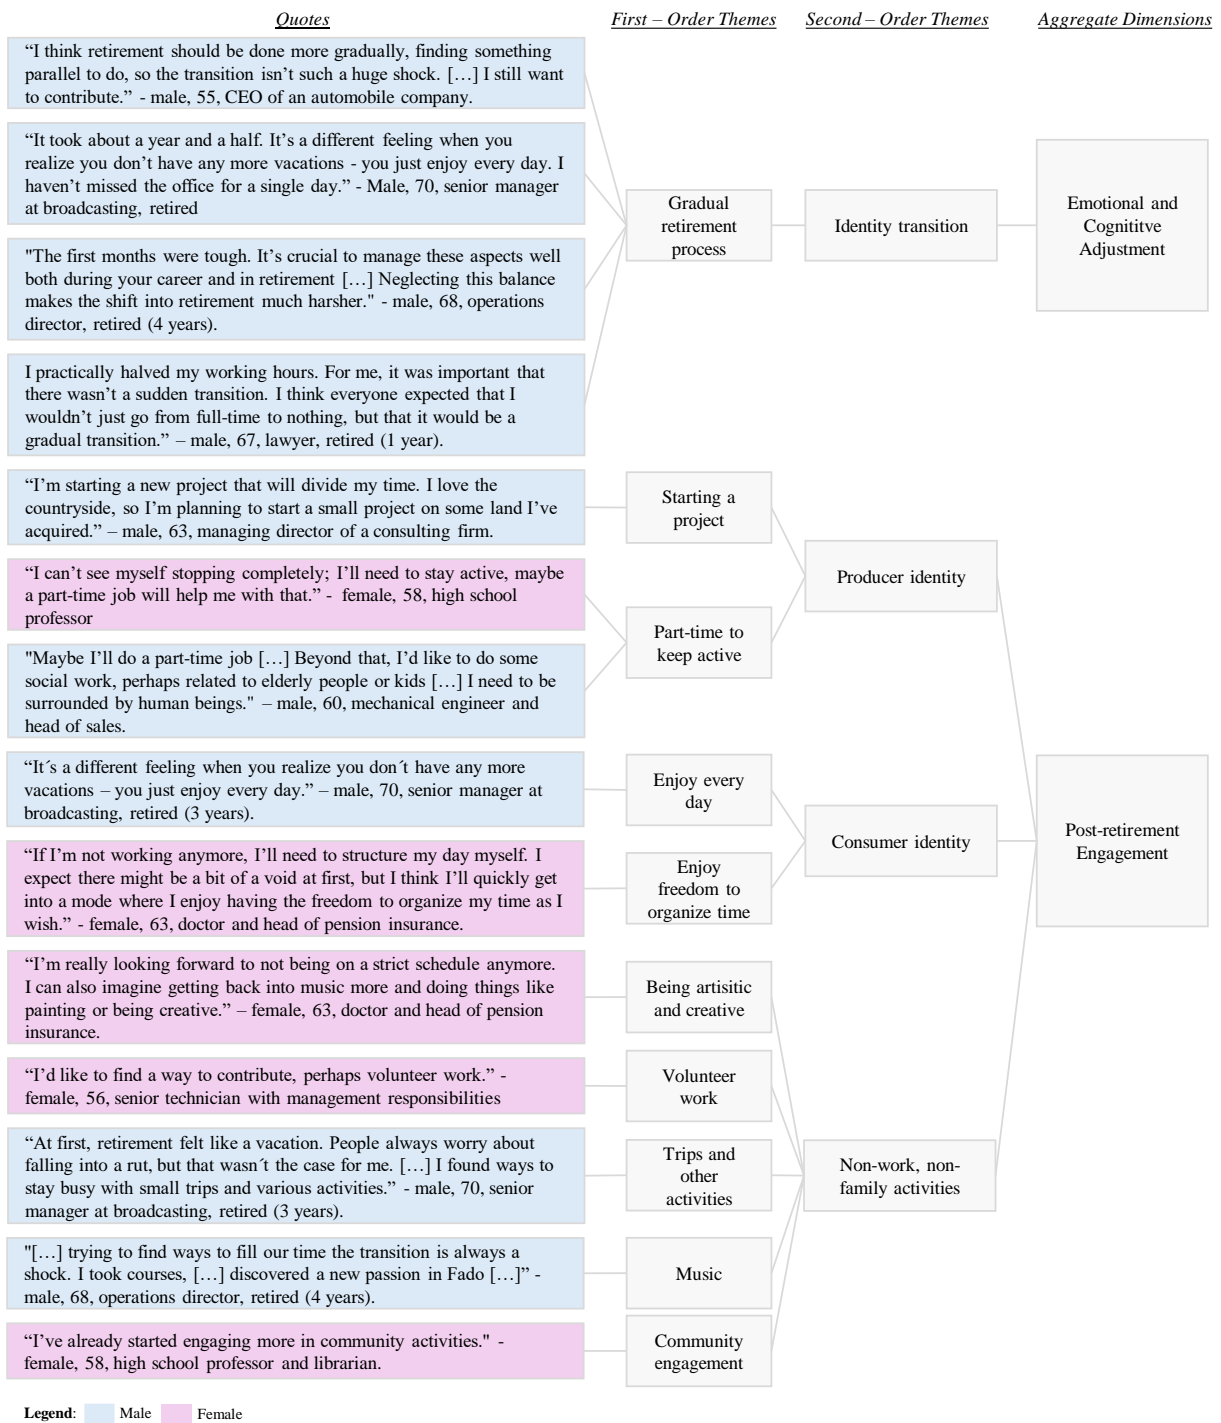 Quotes
First – Order Themes
Second – Order Themes
Aggregate Dimensions
“I think retirement should be done more gradually, finding something
parallel to do, so the transition isn’t such a huge shock. […] I still want
to contribute.” - male, 55, CEO of an automobile company.
“It took about a year and a half. It’s a different feeling when you
realize you don’t have any more vacations - you just enjoy every day. I
haven’t missed the office for a single day.” - Male, 70, senior manager
at broadcasting, retired
"The first months were tough. It’s crucial to manage these aspects well
both during your career and in retirement […] Neglecting this balance
makes the shift into retirement much harsher." - male, 68, operations
director, retired (4 years).
I practically halved my working hours. For me, it was important that
there wasn’t a sudden transition. I think everyone expected that I
wouldn’t just go from full-time to nothing, but that it would be a
gradual transition.” – male, 67, lawyer, retired (1 year).
Gradual
retirement
process
Identity transition
Emotional and
Cognititve
Adjustment
“I’m starting a new project that will divide my time. I love the
countryside, so I’m planning to start a small project on some land I’ve
acquired.” – male, 63, managing director of a consulting firm.
Starting a
project
“I can’t see myself stopping completely; I’ll need to stay active, maybe
a part-time job will help me with that.” - female, 58, high school
professor
"Maybe I’ll do a part-time job […] Beyond that, I’d like to do some
social work, perhaps related to elderly people or kids […] I need to be
surrounded by human beings." – male, 60, mechanical engineer and
head of sales.
Part-time to
keep active
Producer identity
“It´s a different feeling when you realize you don´t have any more
vacations – you just enjoy every day.” – male, 70, senior manager at
broadcasting, retired (3 years).
Enjoy every
day
“If I’m not working anymore, I’ll need to structure my day myself. I
expect there might be a bit of a void at first, but I think I’ll quickly get
into a mode where I enjoy having the freedom to organize my time as I
wish.” - female, 63, doctor and head of pension insurance.
Enjoy
freedom to
organize time
Consumer identity
Post-retirement
Engagement
“I’m really looking forward to not being on a strict schedule anymore.
I can also imagine getting back into music more and doing things like
painting or being creative.” – female, 63, doctor and head of pension
insurance.
Being artisitic
and creative
“I’d like to find a way to contribute, perhaps volunteer work.” -
female, 56, senior technician with management responsibilities
Volunteer
work
“At first, retirement felt like a vacation. People always worry about
falling into a rut, but that wasn´t the case for me. […] I found ways to
stay busy with small trips and various activities.” - male, 70, senior
manager at broadcasting, retired (3 years).
Trips and
other
activities
Non-work, non-
family activities
"[…] trying to find ways to fill our time the transition is always a
shock. I took courses, […] discovered a new passion in Fado […]” -
male, 68, operations director, retired (4 years).
Music
“I’ve already started engaging more in community activities." -
female, 58, high school professor and librarian.
Community
engagement
Legend: Male Female